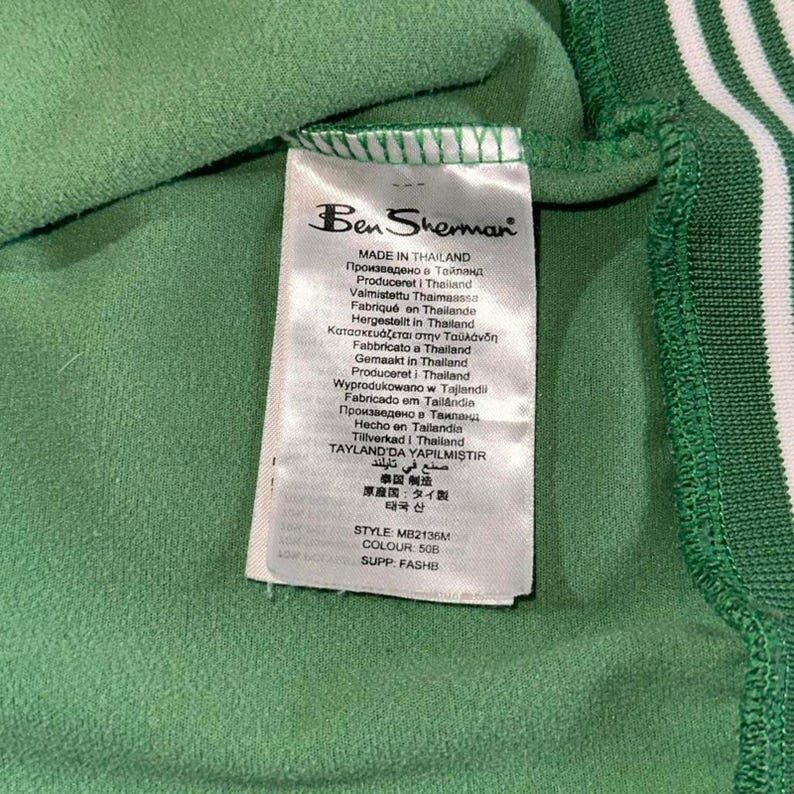 Ben Sherman®
MADE IN THAILAND
Произведено в Тайланд
Produceret i Thailand
Valmistettu Thaimaassa
Fabriqué en Thailande
Hergestellt in Thailand
Κατασκευάζεται στην Ταϋλάνδη
Fabbricato a Thailand
Gemaakt in Thailand
Produceret i Thailand
Wyprodukowano w Tajlandii
Fabricado em Tailândia
Произведено в Таиланд
Hecho en Tailandia
Tillverkad i Thailand
TAYLAND'DA YAPILMIŞTIR
صنع في تايلند
泰国 制造
原産国：タイ製
태국 산
STYLE: MB2136M
COLOUR: 50B
SUPP: FASHB